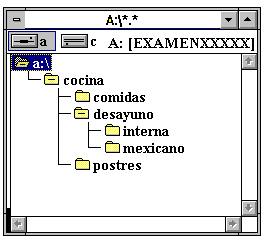 A:\*.*
a c A: [EXAMENXXXXX]
a:\
cocina
comidas
desayuno
interna
mexicano
postres